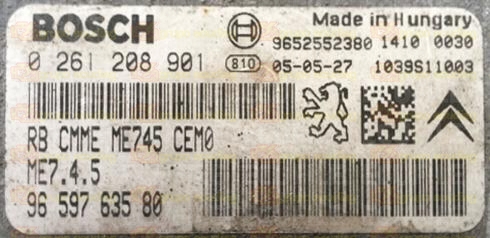 BOSCH
Made in Hungary
9652552380 1410 0030
0 261 208 901
810 05-05-27 1039S11003
RB CMME ME745 CEM0
ME7.4.5
96 597 635 80